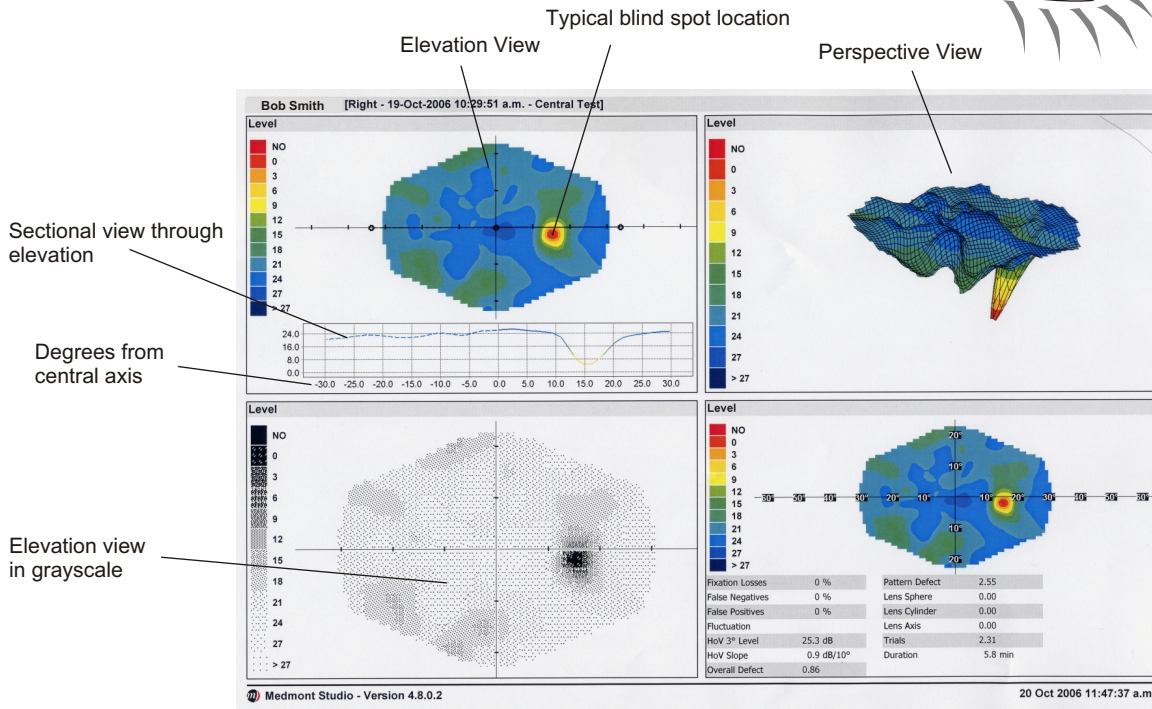 Typical blind spot location
Elevation View
Perspective View
Bob Smith [Right - 19-Oct-2006 10:29:51 a.m. - Central Test]
Level
NO
0
3
6
9
12
15
18
21
24
27
> 27
Sectional view through
elevation
24.0
16.0
8.0
0.0
-30.0 -25.0 -20.0 -15.0 -10.0 -5.0 0.0 5.0 10.0 15.0 20.0 25.0 30.0
Degrees from
central axis
Level
NO
0
3
6
9
12
15
18
21
24
27
> 27
Level
NO
0
3
6
9
12
15
18
21
24
27
> 27
Elevation view
in grayscale
Level
NO
0
3
6
9
12
15
18
21
24
27
> 27
20°
10°
30° 20° 10° 10° 20° 30° 40° 50° 60°
10°
20°
Fixation Losses 0 % Pattern Defect 2.55
False Negatives 0 % Lens Sphere 0.00
False Positives 0 % Lens Cylinder 0.00
Fluctuation Lens Axis 0.00
HoV 3° Level 25.3 dB Trials 2.31
HoV Slope 0.9 dB/10° Duration 5.8 min
Overall Defect 0.86
m Medmont Studio - Version 4.8.0.2 20 Oct 2006 11:47:37 a.m